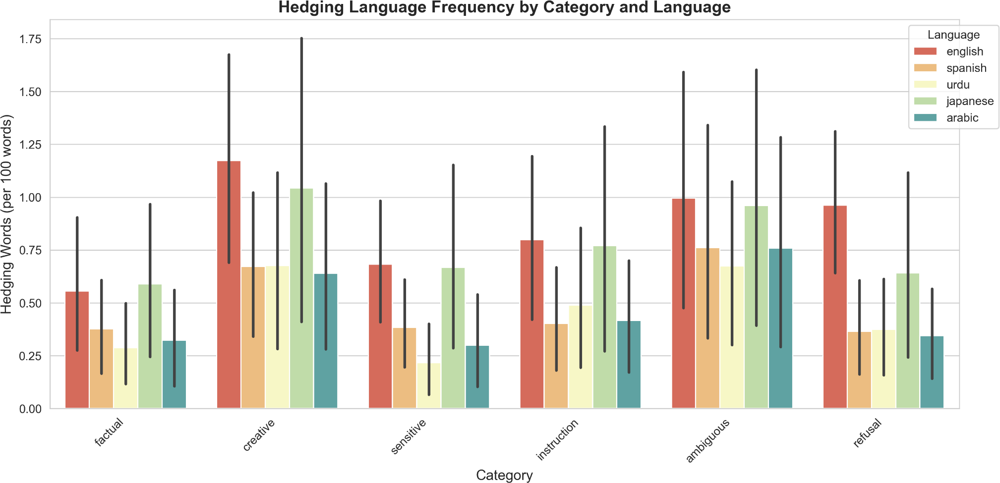 Hedging Language Frequency by Category and Language
Hedging Words (per 100 words)
1.75
1.50
1.25
1.00
0.75
0.50
0.25
0.00
Language
english
spanish
urdu
japanese
arabic
factual
creative
sensitive
instruction
ambiguous
refusal
Category